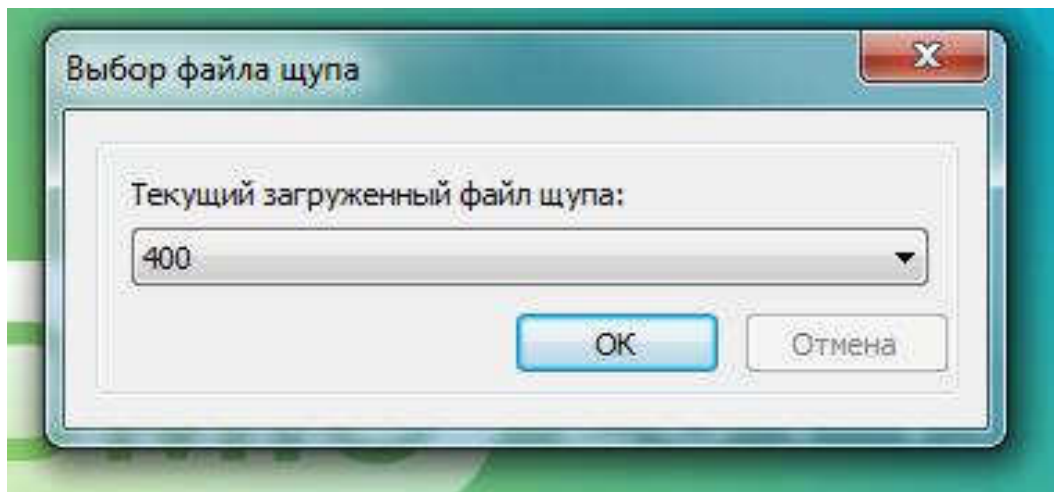 Выбор файла щупа
Текущий загруженный файл щупа:
400
OK
Отмена